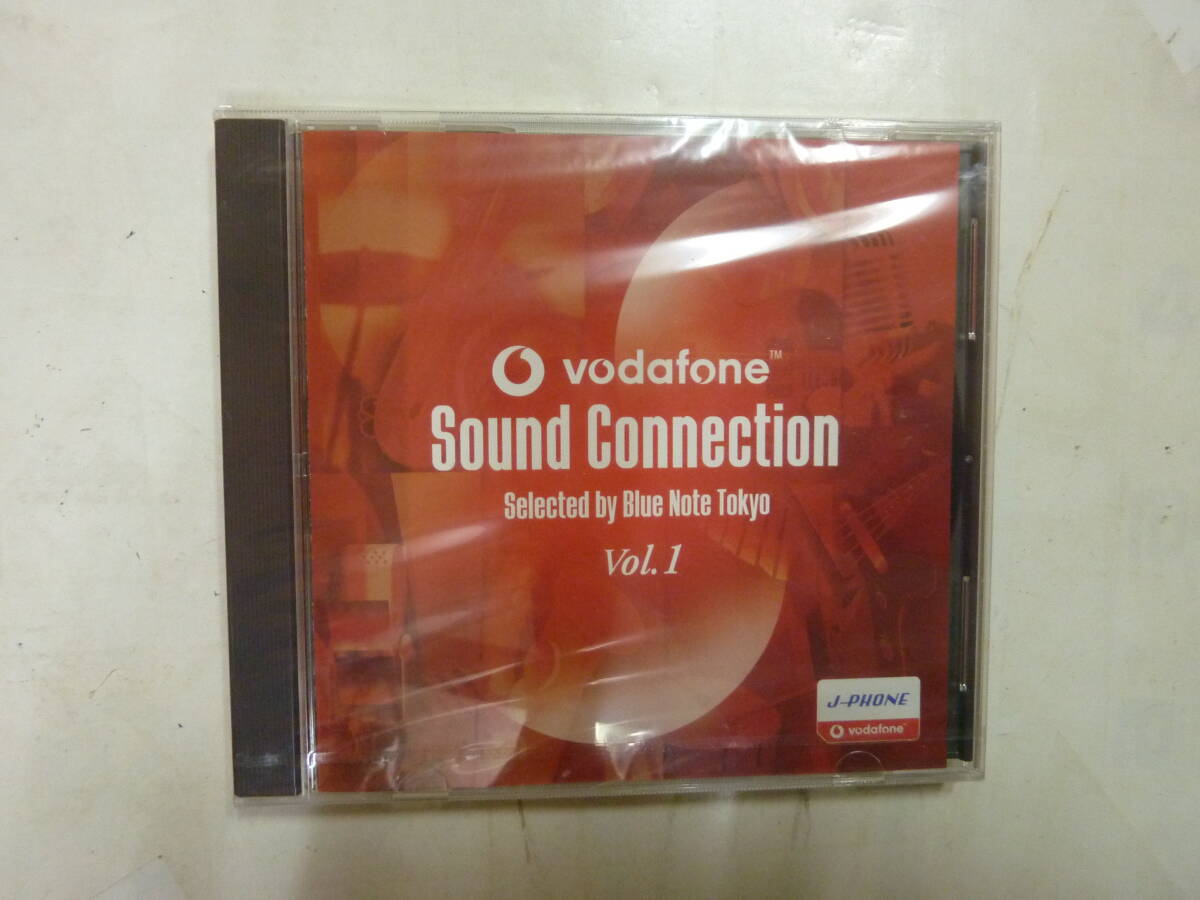 vodafone™
Sound Connection
Selected by Blue Note Tokyo
Vol. 1
J-PHONE
vodafone™